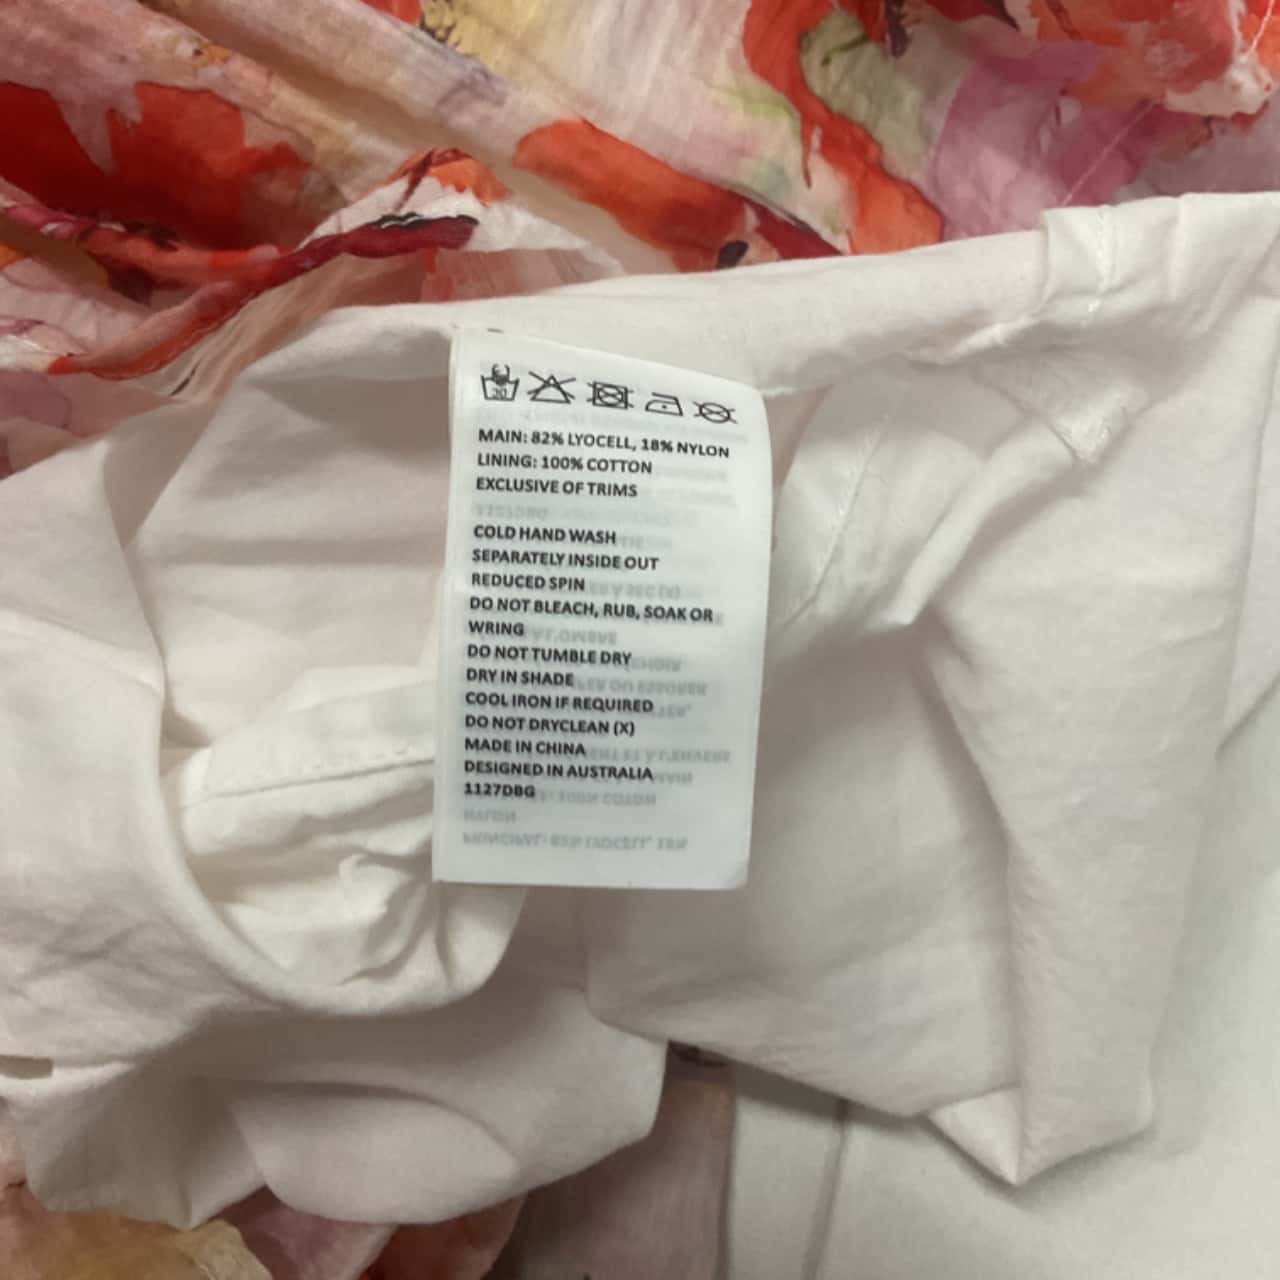 30
MAIN: 82% LYOCELL, 18% NYLON
LINING: 100% COTTON
EXCLUSIVE OF TRIMS
COLD HAND WASH
SEPARATELY INSIDE OUT
REDUCED SPIN
DO NOT BLEACH, RUB, SOAK OR
WRING
DO NOT TUMBLE DRY
DRY IN SHADE
COOL IRON IF REQUIRED
DO NOT DRYCLEAN (X)
MADE IN CHINA
DESIGNED IN AUSTRALIA
1127DBG